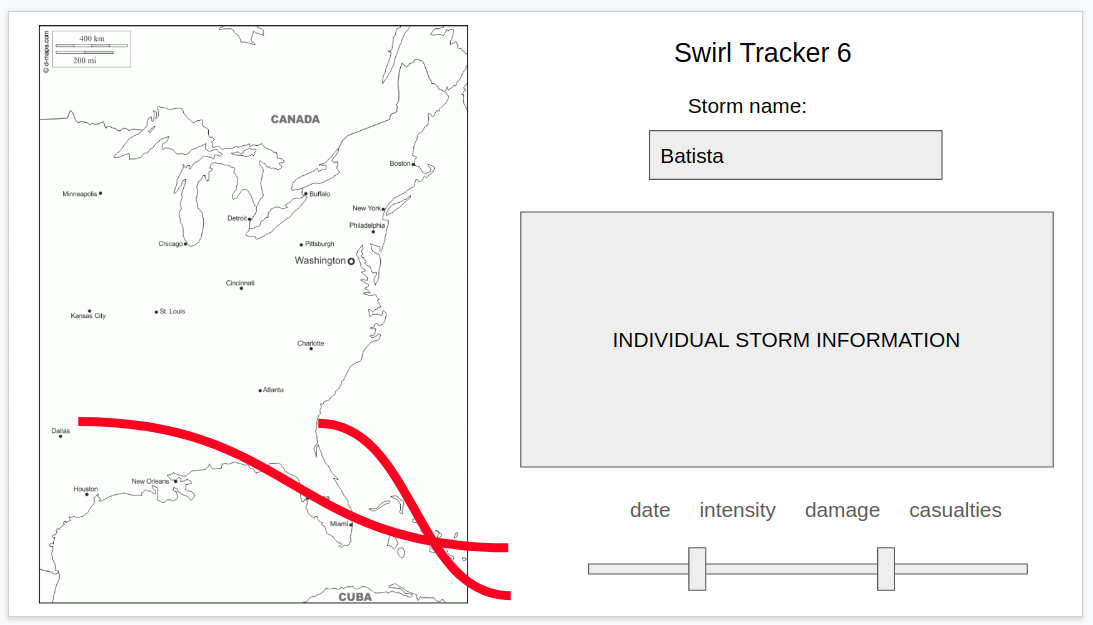 © d-maps.com
400 km
200 mi
CANADA
Boston
Minneapolis
Buffalo
New York
Detroit
Philadelphia
Chicago
Pittsburgh
Washington
Cincinnati
St. Louis
Kansas City
Charlotte
Atlanta
Dallas
New Orleans
Houston
Miami
CUBA
Swirl Tracker 6
Storm name:
Batista
INDIVIDUAL STORM INFORMATION
date intensity damage casualties